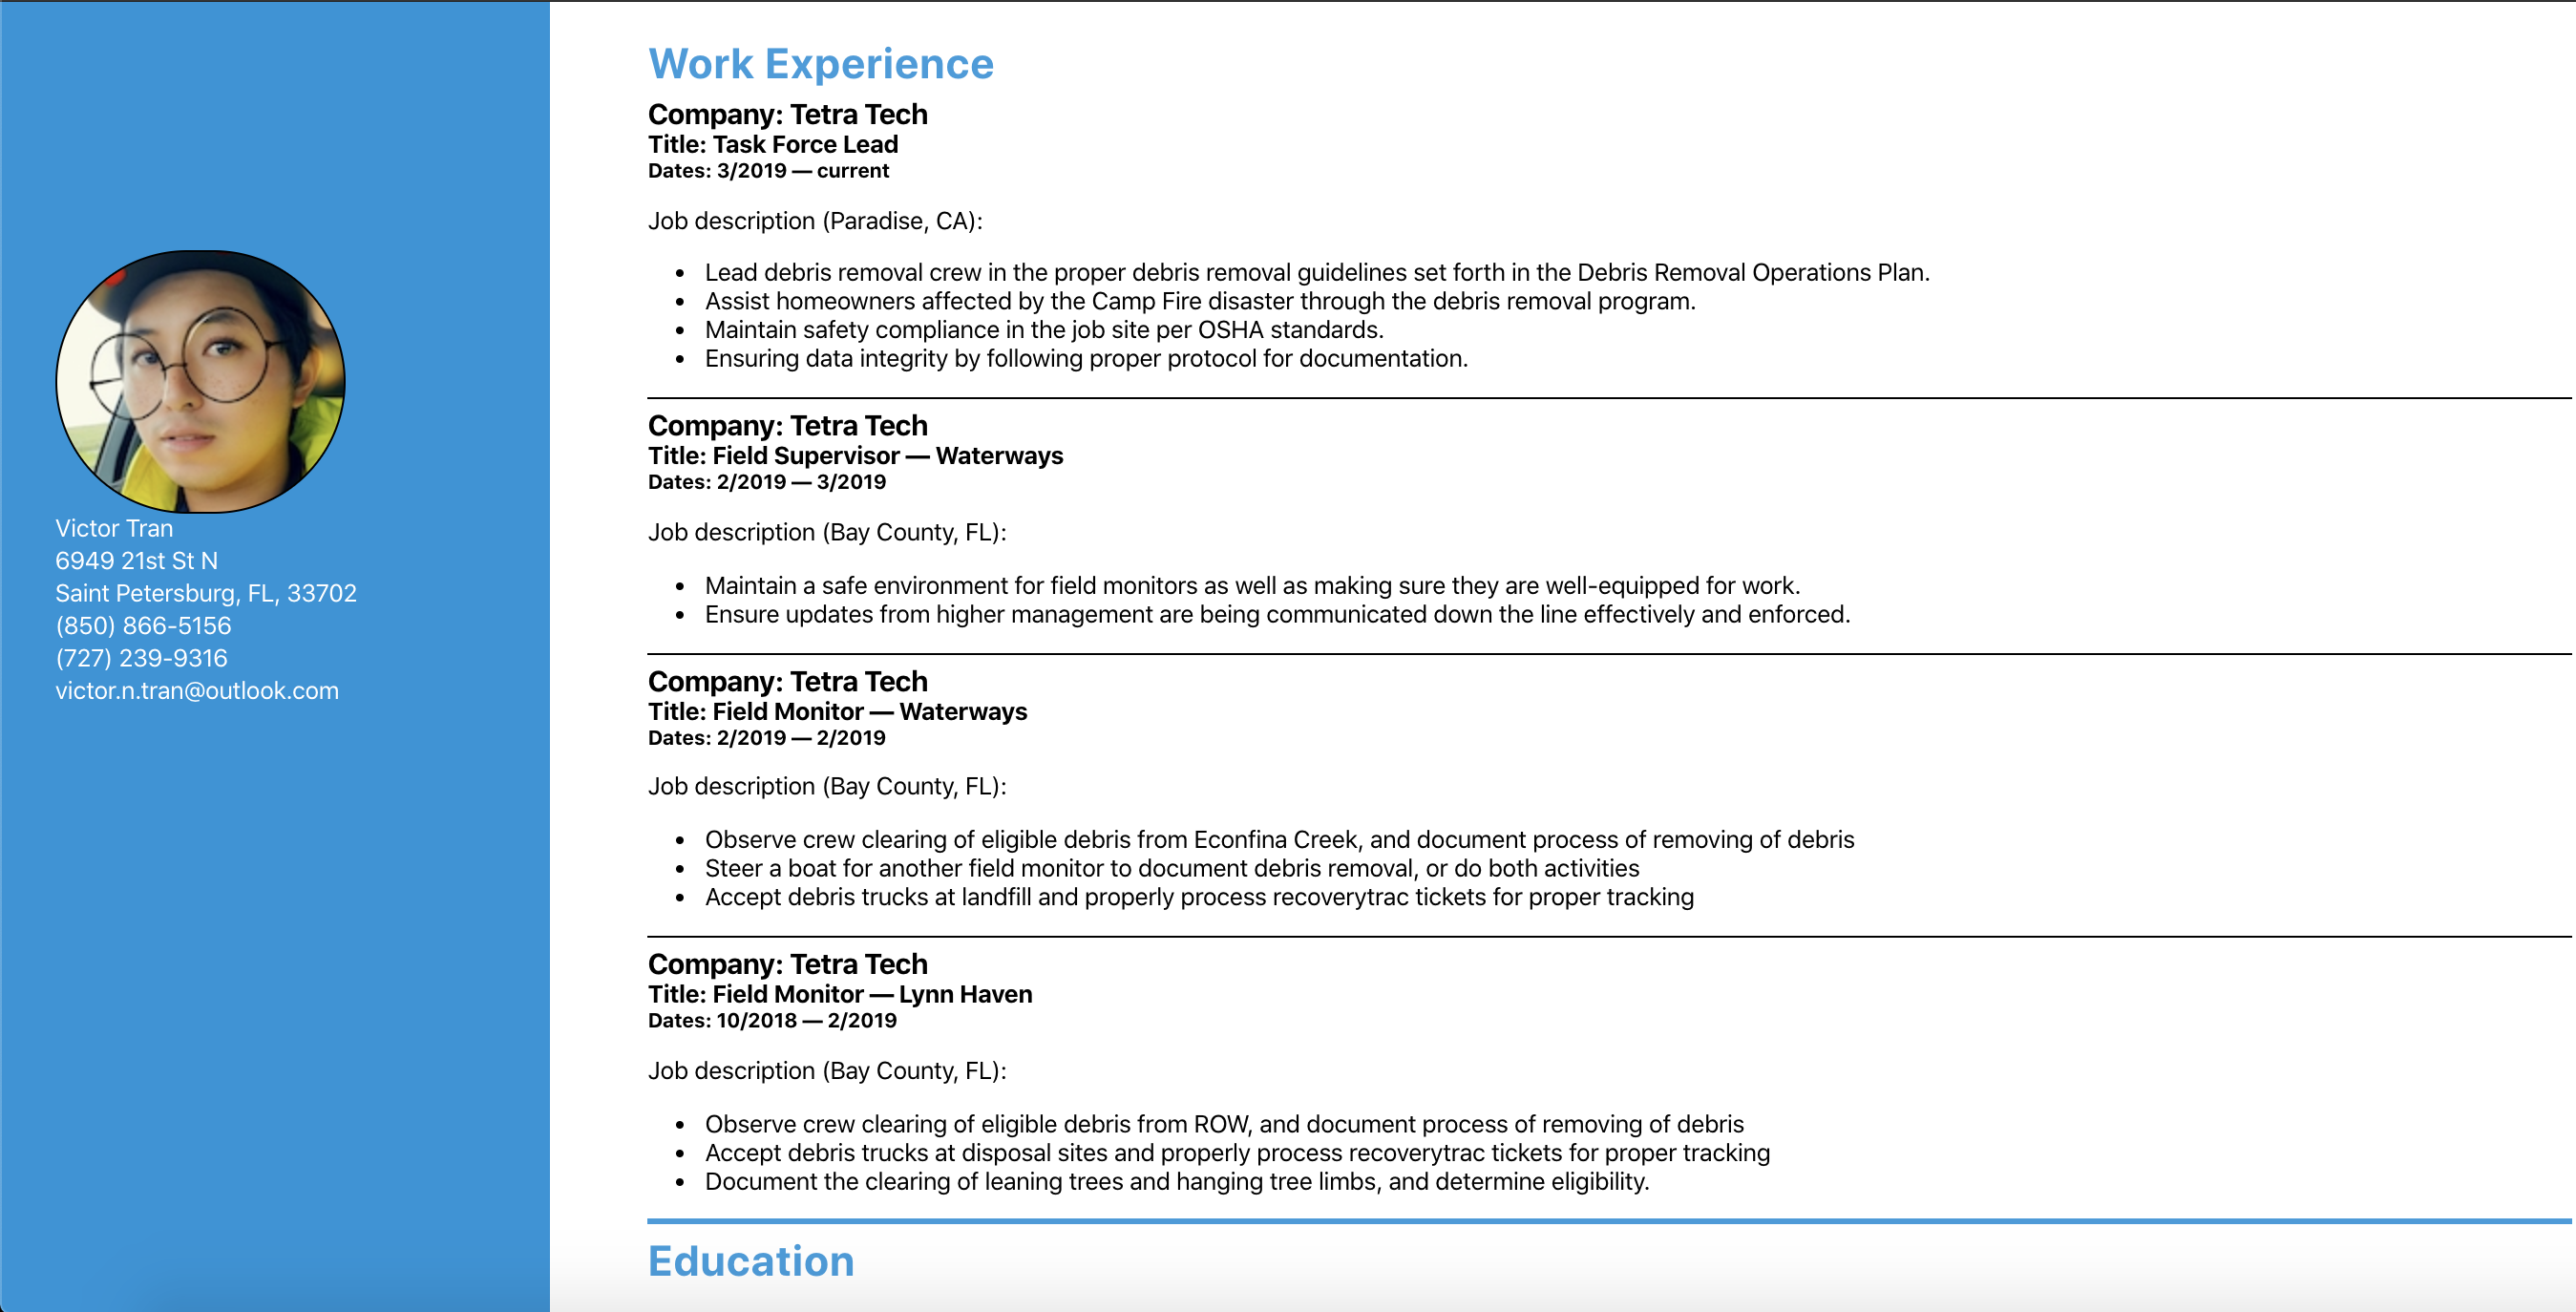 Victor Tran
6949 21st St N
Saint Petersburg, FL, 33702
(850) 866-5156
(727) 239-9316
victor.n.tran@outlook.com
Work Experience
Company: Tetra Tech
Title: Task Force Lead
Dates: 3/2019 — current
Job description (Paradise, CA):
• Lead debris removal crew in the proper debris removal guidelines set forth in the Debris Removal Operations Plan.
• Assist homeowners affected by the Camp Fire disaster through the debris removal program.
• Maintain safety compliance in the job site per OSHA standards.
• Ensuring data integrity by following proper protocol for documentation.
Company: Tetra Tech
Title: Field Supervisor — Waterways
Dates: 2/2019 — 3/2019
Job description (Bay County, FL):
• Maintain a safe environment for field monitors as well as making sure they are well-equipped for work.
• Ensure updates from higher management are being communicated down the line effectively and enforced.
Company: Tetra Tech
Title: Field Monitor — Waterways
Dates: 2/2019 — 2/2019
Job description (Bay County, FL):
• Observe crew clearing of eligible debris from Econfina Creek, and document process of removing of debris
• Steer a boat for another field monitor to document debris removal, or do both activities
• Accept debris trucks at landfill and properly process recoverytrac tickets for proper tracking
Company: Tetra Tech
Title: Field Monitor — Lynn Haven
Dates: 10/2018 — 2/2019
Job description (Bay County, FL):
• Observe crew clearing of eligible debris from ROW, and document process of removing of debris
• Accept debris trucks at disposal sites and properly process recoverytrac tickets for proper tracking
• Document the clearing of leaning trees and hanging tree limbs, and determine eligibility.
Education